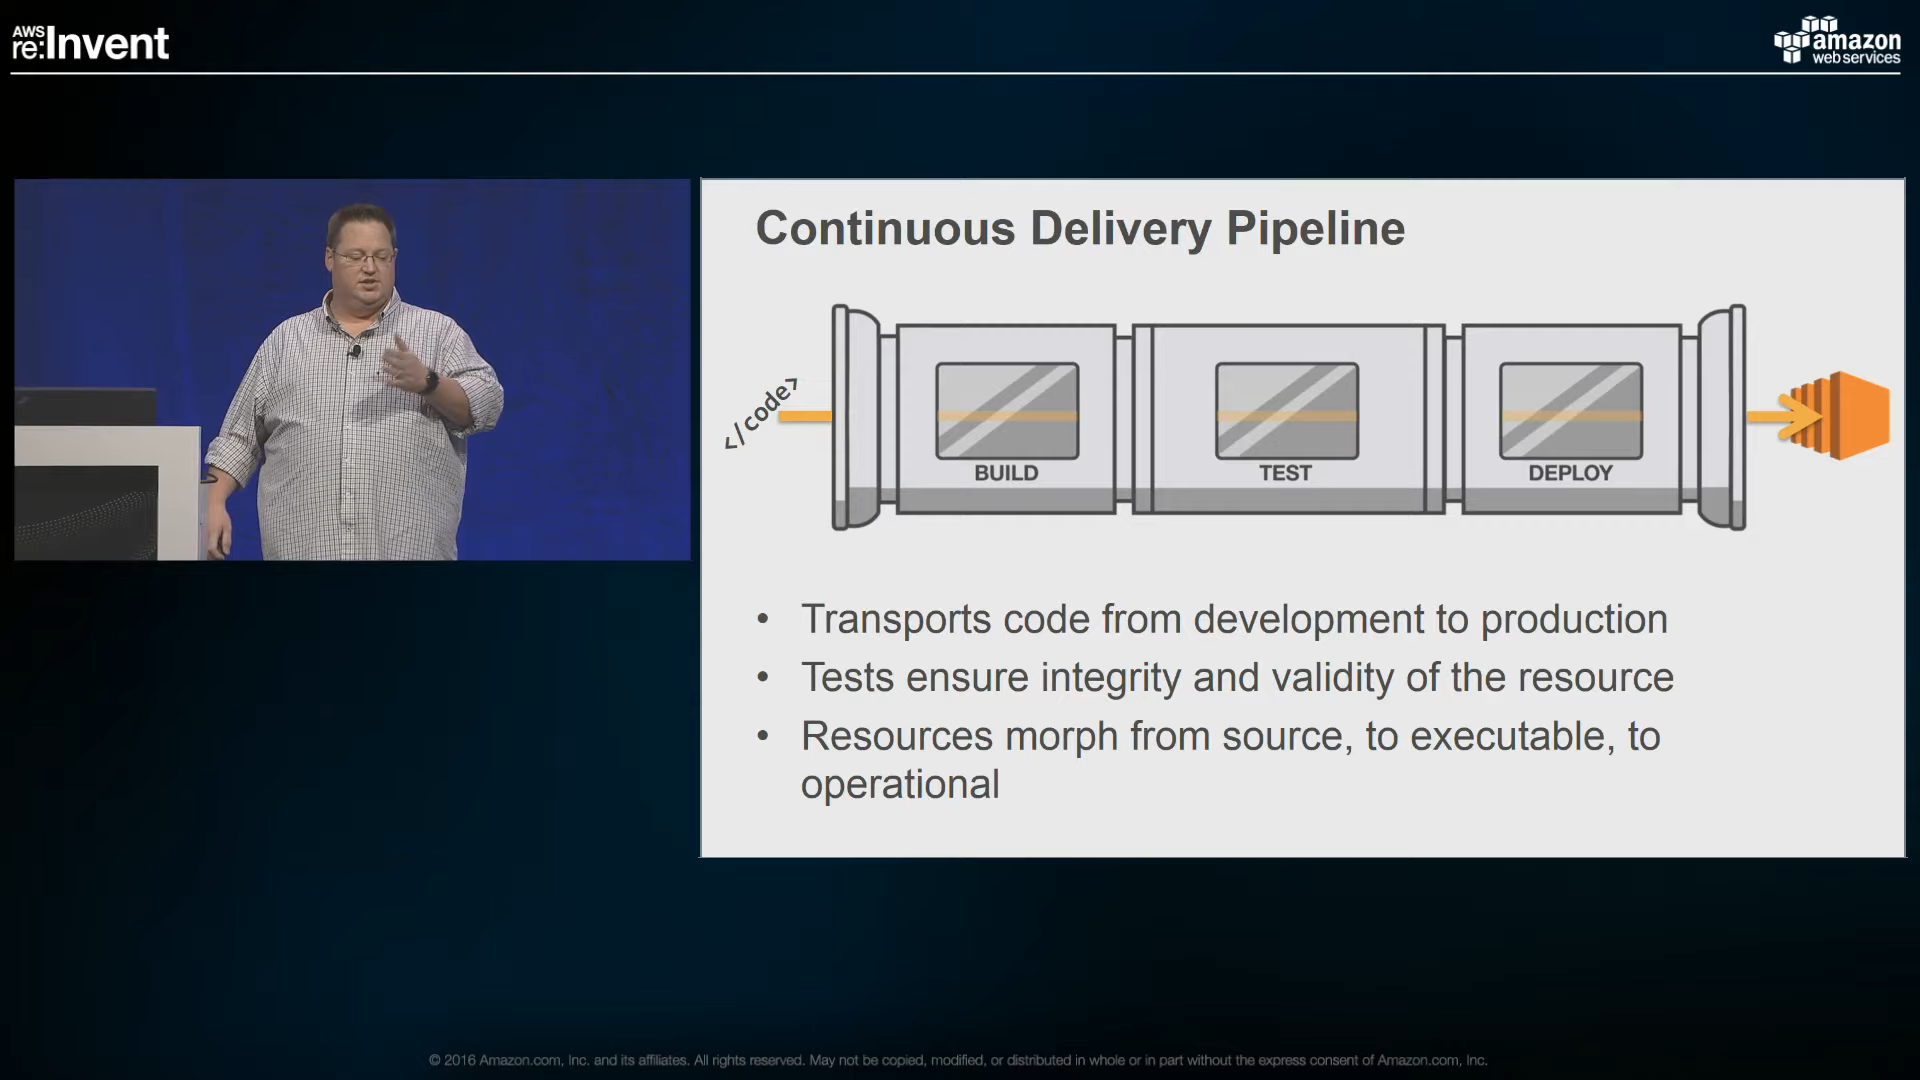 AWS
re:Invent
amazon
web services
Continuous Delivery Pipeline
</code>
BUILD
TEST
DEPLOY
• Transports code from development to production
• Tests ensure integrity and validity of the resource
• Resources morph from source, to executable, to
operational
© 2016 Amazon.com, Inc. and its affiliates. All rights reserved. May not be copied, modified, or distributed in whole or in part without the express consent of Amazon.com, Inc.